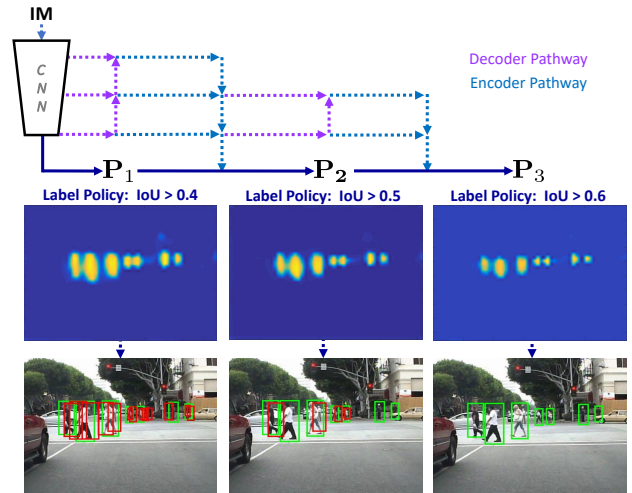 IM
C
N
N
Decoder Pathway
Encoder Pathway
P₁ P₂ P₃
Label Policy: IoU > 0.4 Label Policy: IoU > 0.5 Label Policy: IoU > 0.6